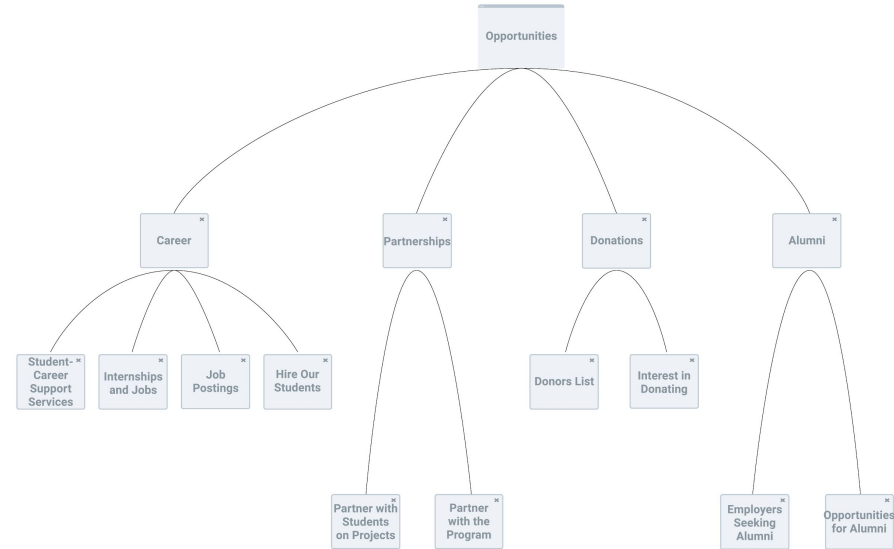 Opportunities
Career
Partnerships
Donations
Alumni
Student-
Career
Support
Services
Internships
and Jobs
Job
Postings
Hire Our
Students
Donors List
Interest in
Donating
Partner with
Students
on Projects
Partner
with the
Program
Employers
Seeking
Alumni
Opportunities
for Alumni